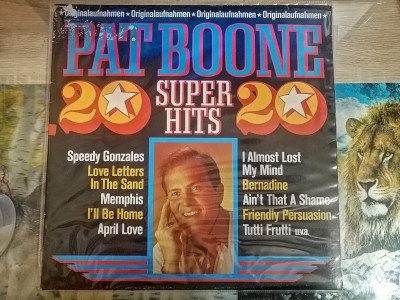 ★ Originalaufnahmen ★ Originalaufnahmen ★ Originalaufnahmen ★ Originalaufnahmen ★
PAT BOONE
20 SUPER 20
HITS
Speedy Gonzales
Love Letters
In The Sand
Memphis
I'll Be Home
April Love
I Almost Lost
My Mind
Bernadine
Ain't That A Shame
Friendly Persuasion
Tutti Frutti u.v.a.